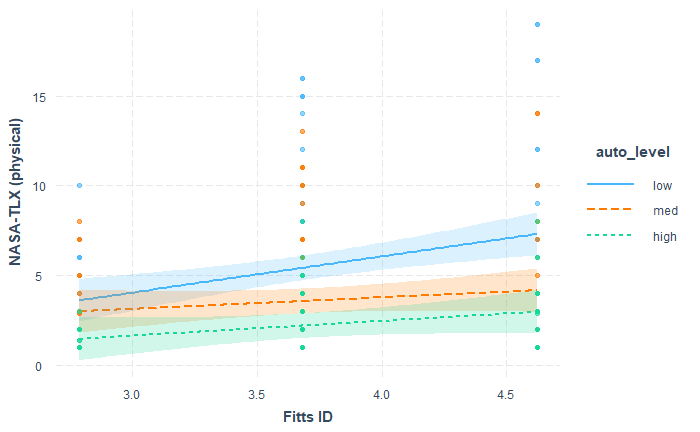 NASA-TLX (physical)
15
10
5
0
3.0 3.5 4.0 4.5
Fitts ID
auto_level
low
med
high